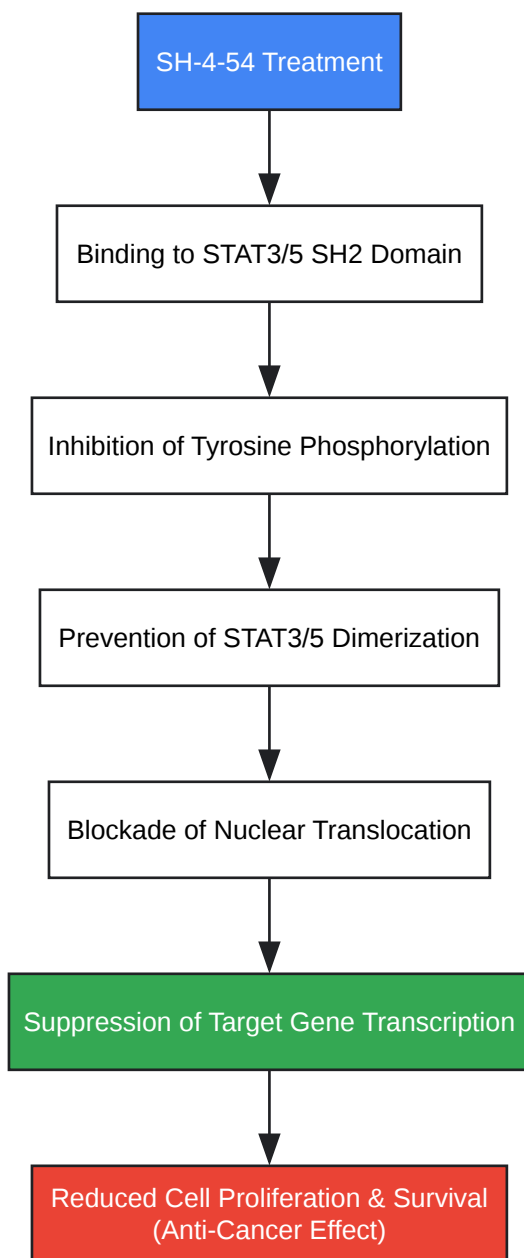 SH-4-54 Treatment
Binding to STAT3/5 SH2 Domain
Inhibition of Tyrosine Phosphorylation
Prevention of STAT3/5 Dimerization
Blockade of Nuclear Translocation
Suppression of Target Gene Transcription
Reduced Cell Proliferation & Survival
(Anti-Cancer Effect)